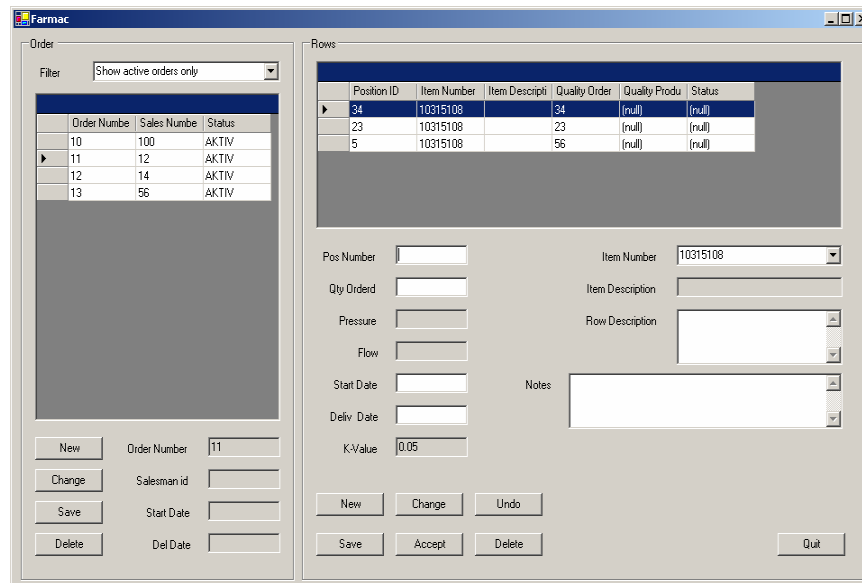 Farmac
Order
Filter
Show active orders only
Order Numbe Sales Numbe Status
10 100 AKTIV
11 12 AKTIV
12 14 AKTIV
13 56 AKTIV
New Order Number 11
Change Salesman id
Save Start Date
Delete Del Date
Rows
Position ID Item Number Item Descripti Quality Order Quality Produ Status
34 10315108 34 (null) (null)
23 10315108 23 (null) (null)
5 10315108 56 (null) (null)
Pos Number Item Number 10315108
Qty Orderd Item Description
Pressure Row Description
Flow
Start Date Notes
Deliv Date
K-Value 0.05
New Change Undo
Save Accept Delete Quit